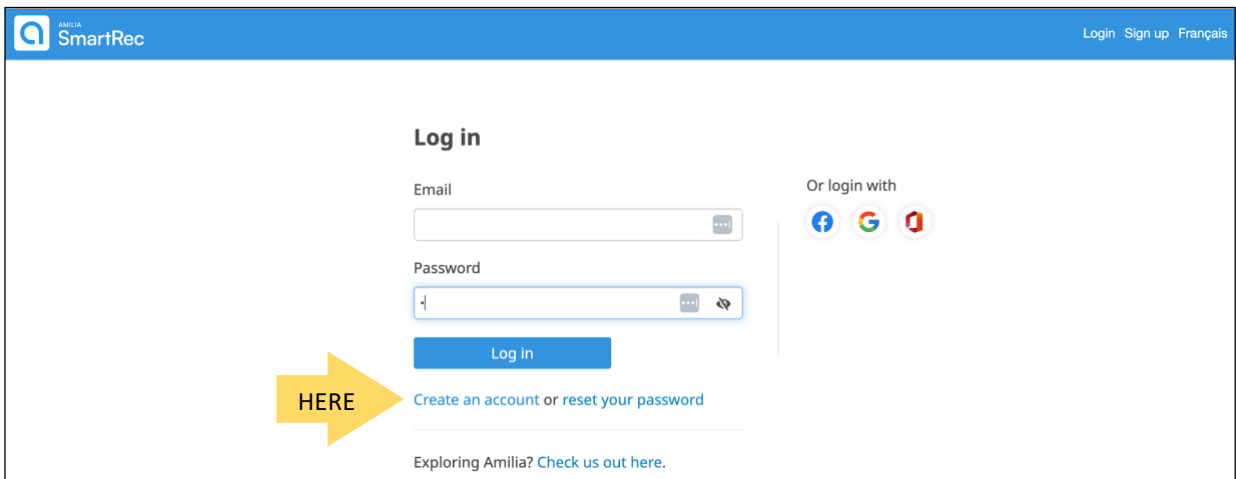 AMILIA
SmartRec
Login Sign up Français
Log in
Email
Or login with
Password
Log in
HERE
Create an account or reset your password
Exploring Amilia? Check us out here.